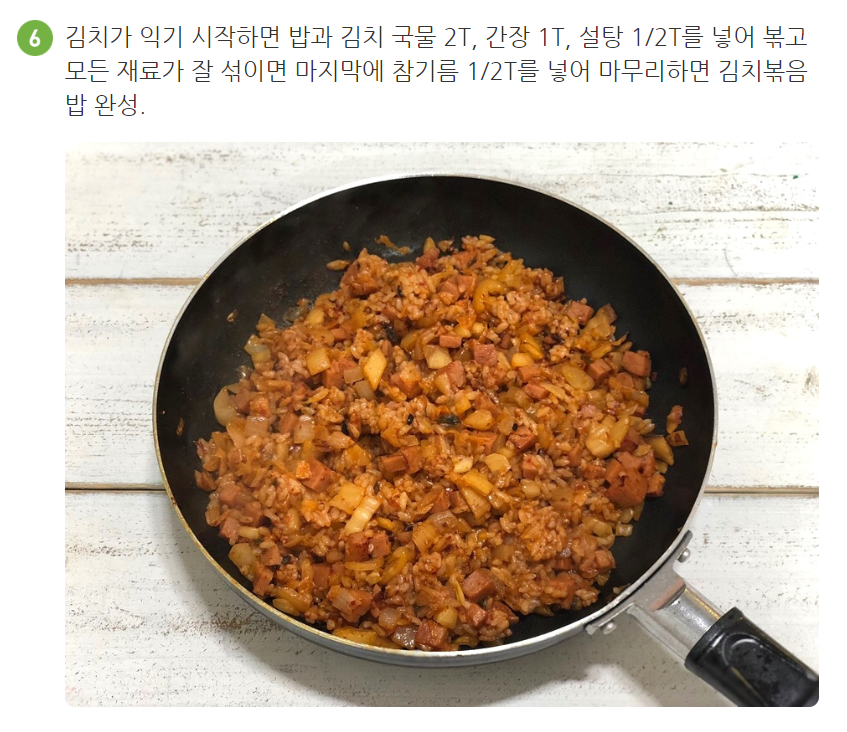 6 김치가 익기 시작하면 밥과 김치 국물 2T, 간장 1T, 설탕 1/2T를 넣어 볶고
모든 재료가 잘 섞이면 마지막에 참기름 1/2T를 넣어 마무리하면 김치볶음
밥 완성.